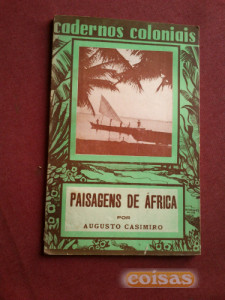 cadernos coloniais
PAISAGENS DE ÁFRICA
POR
AUGUSTO CASIMIRO
coisas